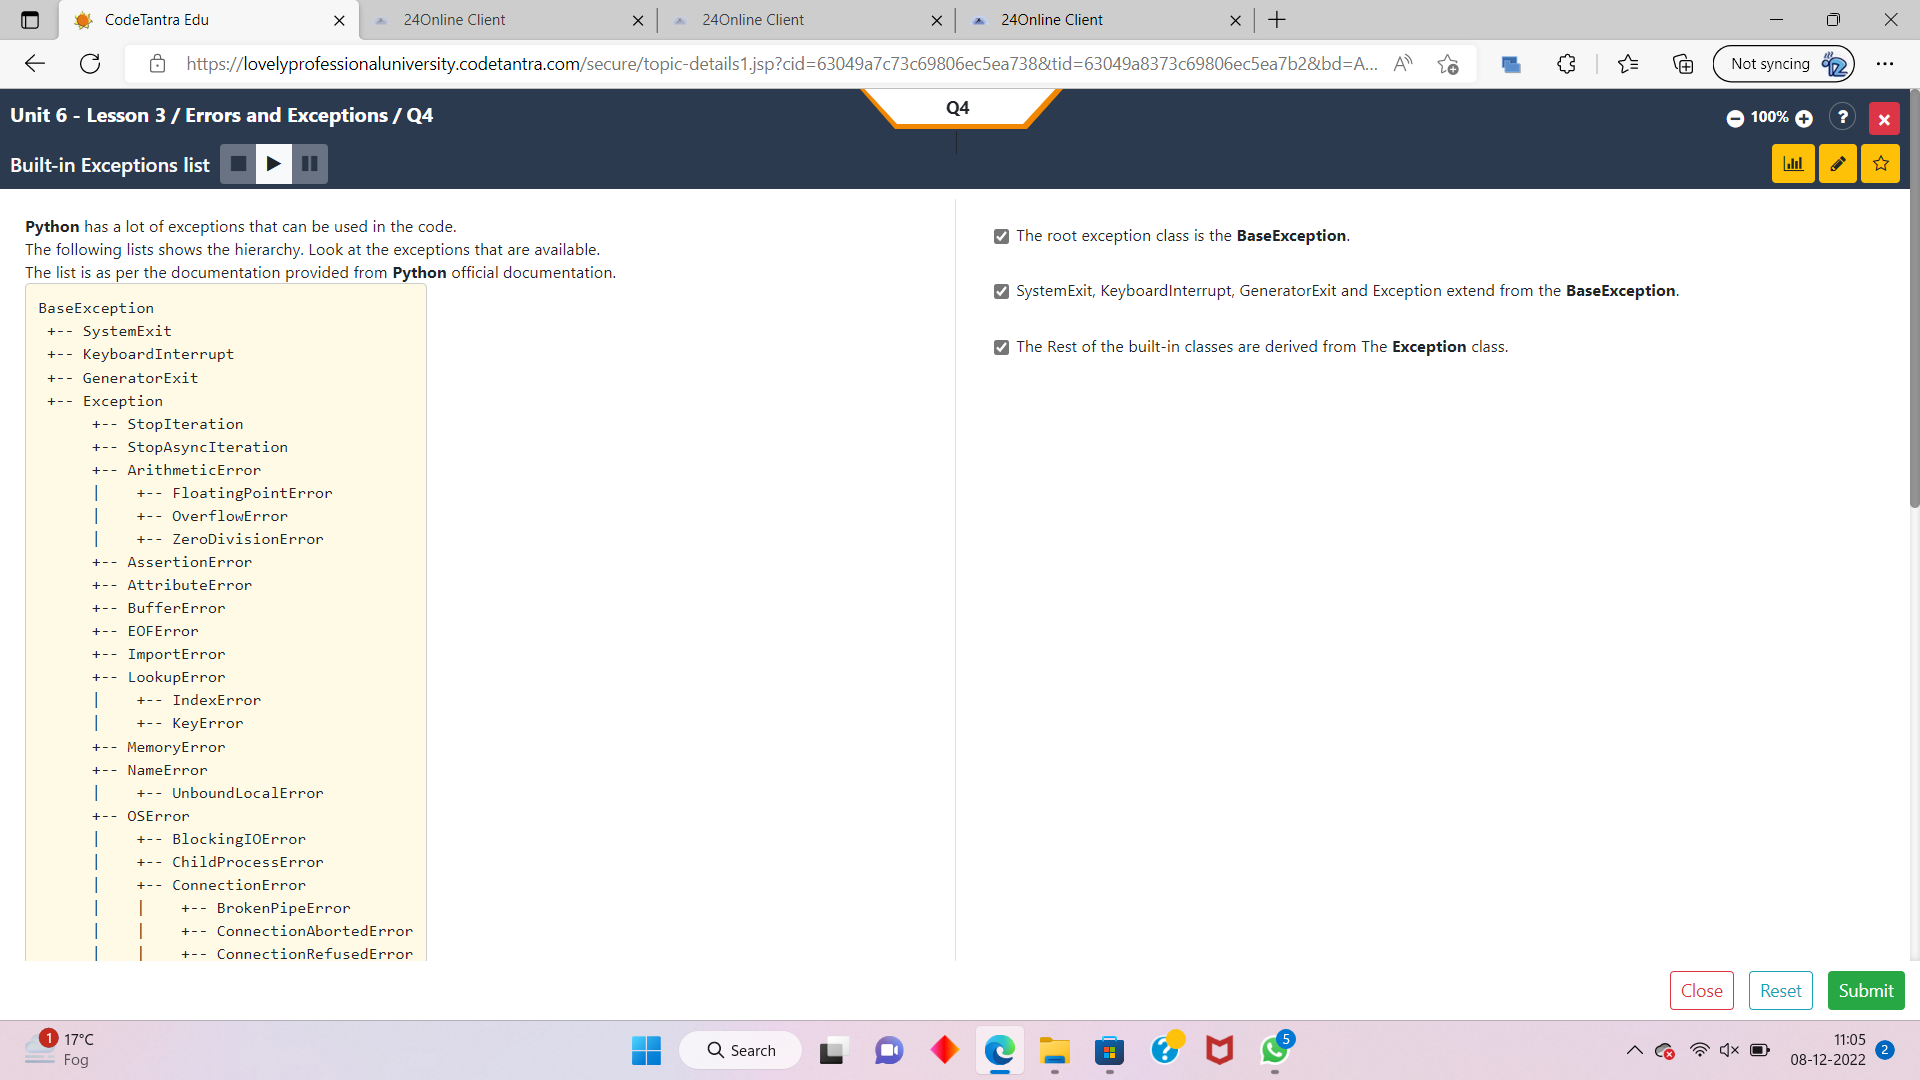 CodeTantra Edu
24Online Client
24Online Client
24Online Client
https://lovelyprofessionaluniversity.codetantra.com/secure/topic-details1.jsp?cid=63049a7c73c69806ec5ea738&tid=63049a8373c69806ec5ea7b2&bd=A...
Not syncing
Unit 6 - Lesson 3 / Errors and Exceptions / Q4
Q4
100%
?
Built-in Exceptions list
Python has a lot of exceptions that can be used in the code.
The following lists shows the hierarchy. Look at the exceptions that are available.
The list is as per the documentation provided from Python official documentation.
BaseException
+-- SystemExit
+-- KeyboardInterrupt
+-- GeneratorExit
+-- Exception
+-- StopIteration
+-- StopAsyncIteration
+-- ArithmeticError
|    +-- FloatingPointError
|    +-- OverflowError
|    +-- ZeroDivisionError
+-- AssertionError
+-- AttributeError
+-- BufferError
+-- EOFError
+-- ImportError
+-- LookupError
|    +-- IndexError
|    +-- KeyError
+-- MemoryError
+-- NameError
|    +-- UnboundLocalError
+-- OSError
|    +-- BlockingIOError
|    +-- ChildProcessError
|    +-- ConnectionError
|    |    +-- BrokenPipeError
|    |    +-- ConnectionAbortedError
|    |    +-- ConnectionRefusedError
The root exception class is the BaseException.
SystemExit, KeyboardInterrupt, GeneratorExit and Exception extend from the BaseException.
The Rest of the built-in classes are derived from The Exception class.
Close
Reset
Submit
1
17°C
Fog
Search
5
11:05
08-12-2022
2